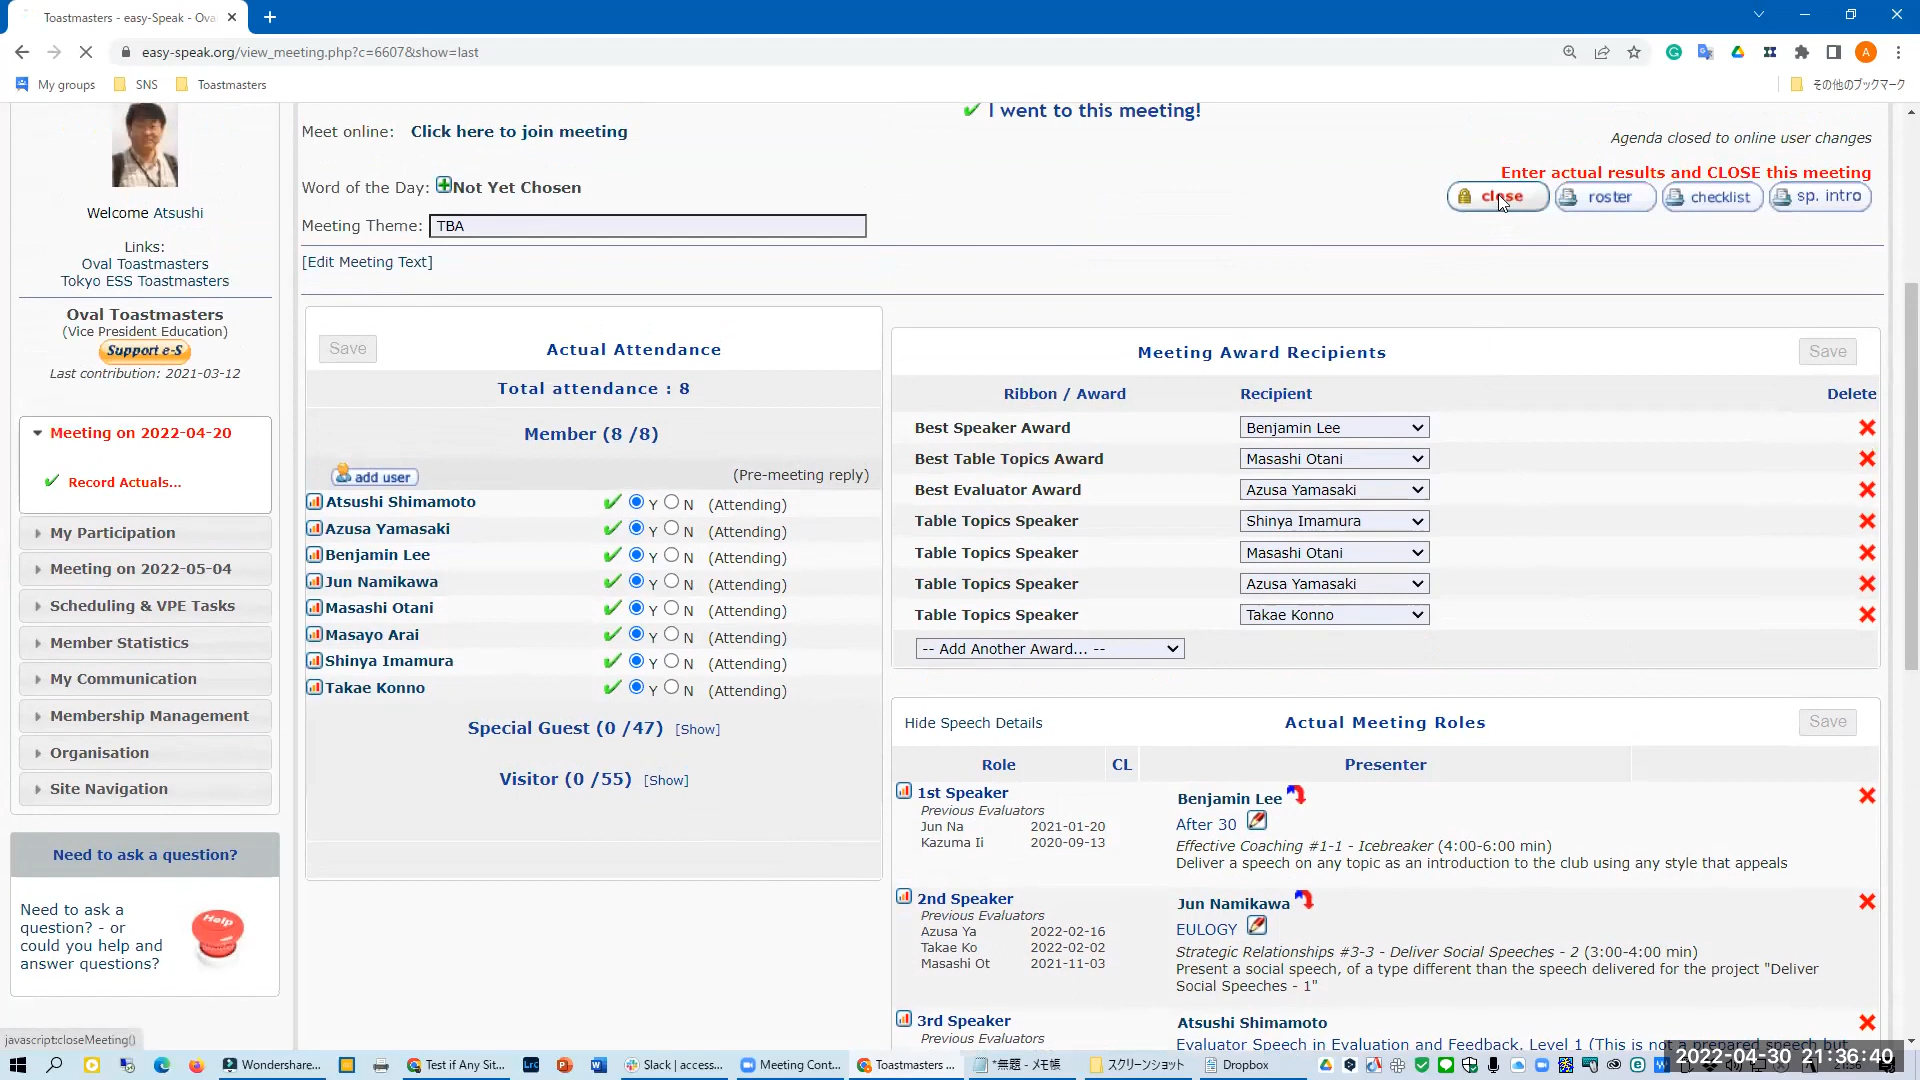 Toastmasters - easy-Speak - Ova
easy-speak.org/view_meeting.php?c=6607&show=last
A
My groups
SNS
Toastmasters
その他のブックマーク
Welcome Atsushi
Links:
Oval Toastmasters
Tokyo ESS Toastmasters
Oval Toastmasters
(Vice President Education)
Support e-S
Last contribution: 2021-03-12
Meeting on 2022-04-20
Record Actuals...
My Participation
Meeting on 2022-05-04
Scheduling & VPE Tasks
Member Statistics
My Communication
Membership Management
Organisation
Site Navigation
Need to ask a question?
Need to ask a
question? - or
could you help and
answer questions?
Help
I went to this meeting!
Meet online: Click here to join meeting
Agenda closed to online user changes
Enter actual results and CLOSE this meeting
close
roster
checklist
sp. intro
Word of the Day: Not Yet Chosen
Meeting Theme: TBA
[Edit Meeting Text]
Save
Actual Attendance
Total attendance : 8
Member (8 /8)
add user
(Pre-meeting reply)
Atsushi Shimamoto Y N (Attending)
Azusa Yamasaki Y N (Attending)
Benjamin Lee Y N (Attending)
Jun Namikawa Y N (Attending)
Masashi Otani Y N (Attending)
Masayo Arai Y N (Attending)
Shinya Imamura Y N (Attending)
Takae Konno Y N (Attending)
Special Guest (0 /47) [Show]
Visitor (0 /55) [Show]
Meeting Award Recipients
Save
Ribbon / Award Recipient Delete
Best Speaker Award Benjamin Lee
Best Table Topics Award Masashi Otani
Best Evaluator Award Azusa Yamasaki
Table Topics Speaker Shinya Imamura
Table Topics Speaker Masashi Otani
Table Topics Speaker Azusa Yamasaki
Table Topics Speaker Takae Konno
-- Add Another Award... --
Hide Speech Details
Actual Meeting Roles
Save
Role CL Presenter
1st Speaker
Previous Evaluators
Jun Na 2021-01-20
Kazuma Ii 2020-09-13
Benjamin Lee
After 30
Effective Coaching #1-1 - Icebreaker (4:00-6:00 min)
Deliver a speech on any topic as an introduction to the club using any style that appeals
2nd Speaker
Previous Evaluators
Azusa Ya 2022-02-16
Takae Ko 2022-02-02
Masashi Ot 2021-11-03
Jun Namikawa
EULOGY
Strategic Relationships #3-3 - Deliver Social Speeches - 2 (3:00-4:00 min)
Present a social speech, of a type different than the speech delivered for the project "Deliver
Social Speeches - 1"
3rd Speaker
Previous Evaluators
Atsushi Shimamoto
Evaluator Speech in Evaluation and Feedback, Level 1 (This is not a prepared speech but
javascript:closeMeeting()
Wondershare...
Test if Any Sit...
Lrc
Slack | access...
Meeting Cont...
Toastmasters ...
*無題 - メモ帳
スクリーンショット
Dropbox
2022-04-30 21:36:40